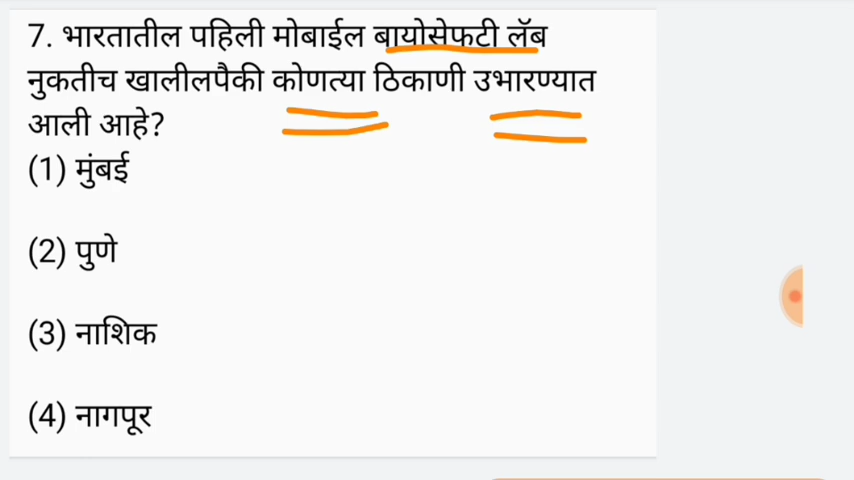 7. भारतातील पहिली मोबाईल बायोसेफटी लॅब
नुकतीच खालीलपैकी कोणत्या ठिकाणी उभारण्यात
आली आहे?
(1) मुंबई
(2) पुणे
(3) नाशिक
(4) नागपूर